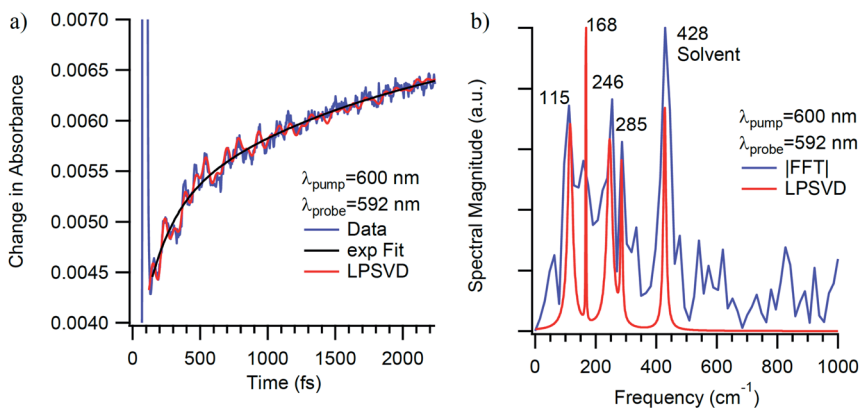 a)
0.0070
0.0065
0.0060
0.0055
0.0050
0.0045
0.0040
Change in Absorbance
λpump=600 nm
λprobe=592 nm
Data
exp Fit
LPSVD
0
500
1000
1500
2000
Time (fs)
b)
168
428
Solvent
246
115
285
λpump=600 nm
λprobe=592 nm
|FFT|
LPSVD
Spectral Magnitude (a.u.)
0
200
400
600
800
1000
Frequency (cm⁻¹)